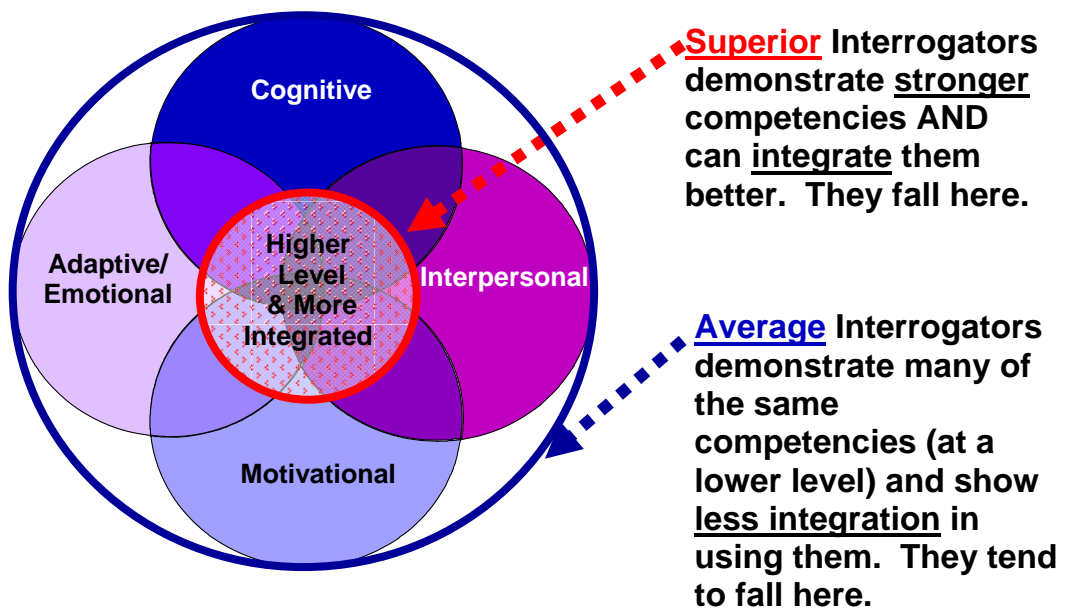 Cognitive
Adaptive/
Emotional
Higher
Level
& More
Integrated
Interpersonal
Motivational
Superior Interrogators
demonstrate stronger
competencies AND
can integrate them
better.  They fall here.
Average Interrogators
demonstrate many of
the same
competencies (at a
lower level) and show
less integration in
using them.  They tend
to fall here.